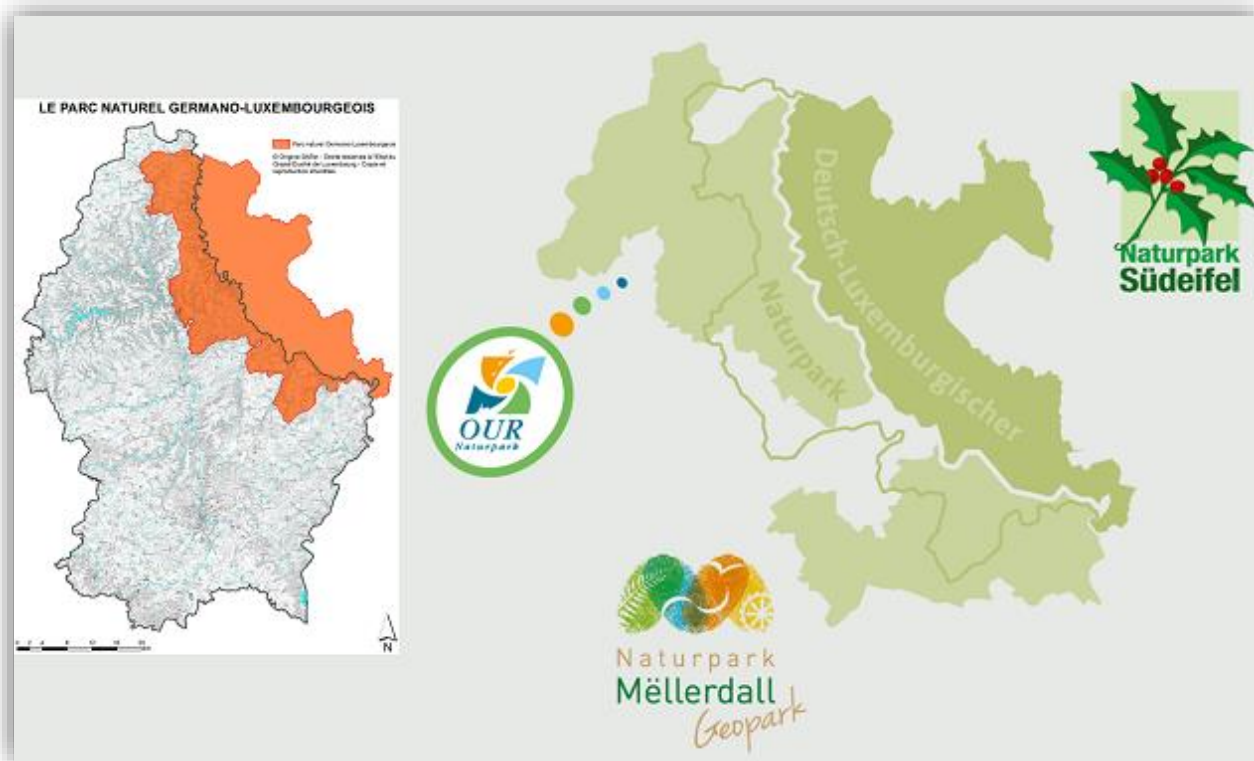 LE PARC NATUREL GERMANO-LUXEMBOURGEOIS
Parc naturel Germano-Luxembourgeois
N
Deutsch-Luxemburgischer
Naturpark
OUR
Naturpark
Naturpark
Südeifel
Naturpark
Mëllerdall
Geopark